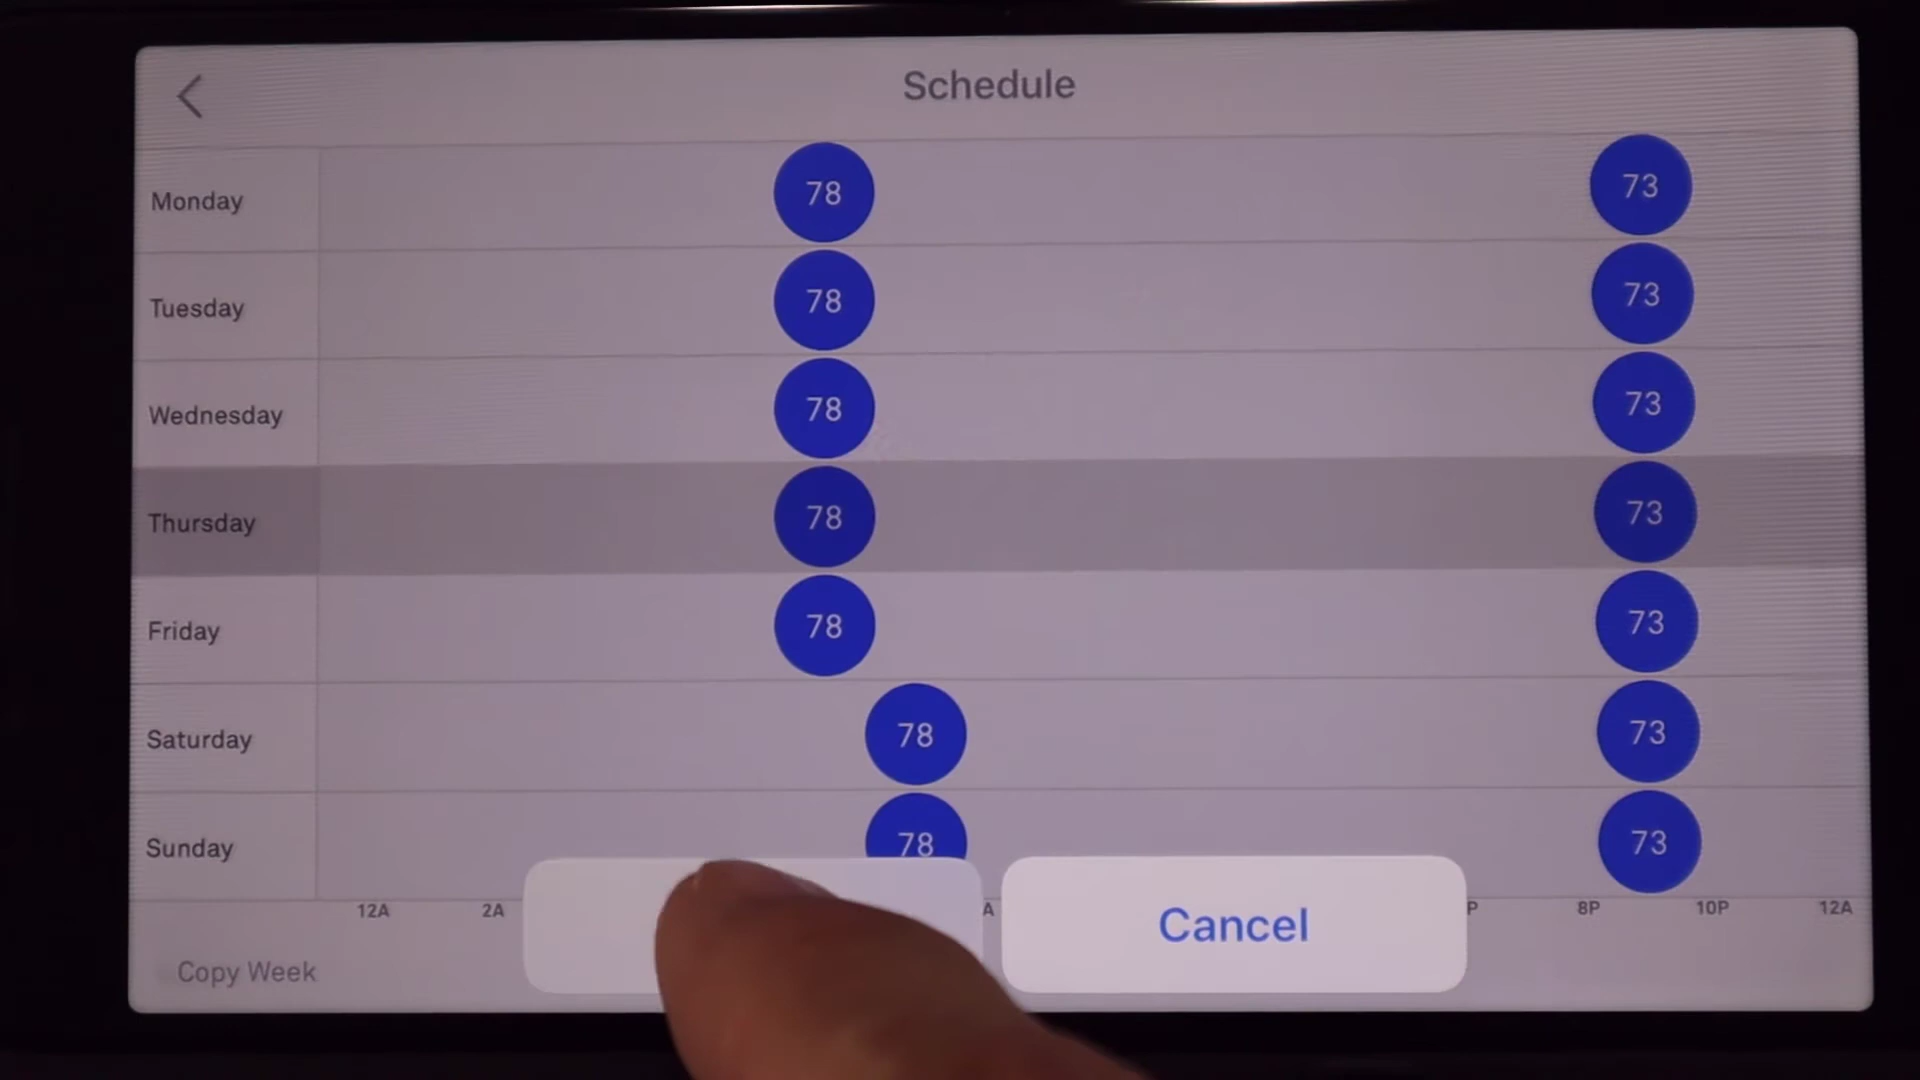 Schedule
Monday 78 73
Tuesday 78 73
Wednesday 78 73
Thursday 78 73
Friday 78 73
Saturday 78 73
Sunday 78 73
12A 2A A P 8P 10P 12A
Copy Week Cancel